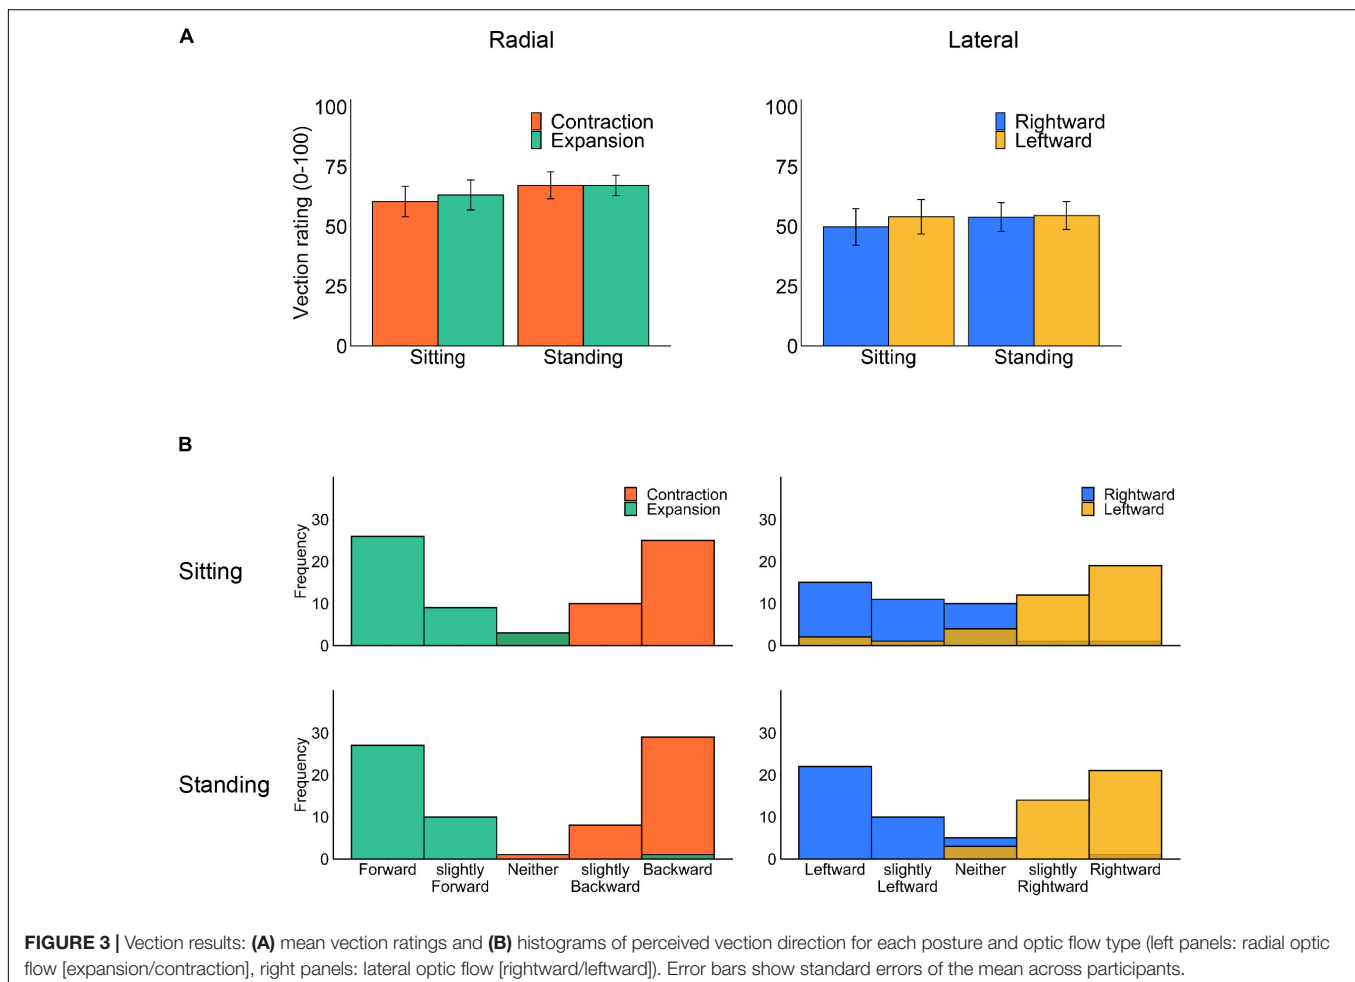 A
Radial
Lateral
Vection rating (0-100)
100
75
50
25
0
Contraction
Expansion
Sitting
Standing
100
75
50
25
0
Rightward
Leftward
Sitting
Standing
B
Sitting
Frequency
30
20
10
0
Contraction
Expansion
30
20
10
0
Rightward
Leftward
Standing
Frequency
30
20
10
0
Forward
slightly
Forward
Neither
slightly
Backward
Backward
30
20
10
0
Leftward
slightly
Leftward
Neither
slightly
Rightward
Rightward
FIGURE 3 | Vection results: (A) mean vection ratings and (B) histograms of perceived vection direction for each posture and optic flow type (left panels: radial optic
flow [expansion/contraction], right panels: lateral optic flow [rightward/leftward]). Error bars show standard errors of the mean across participants.